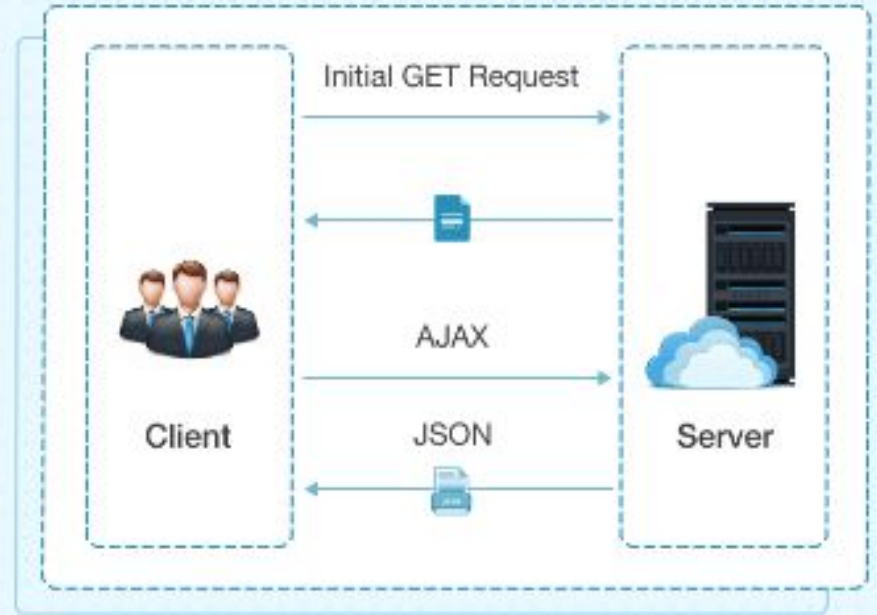 Initial GET Request
AJAX
Client
JSON
Server